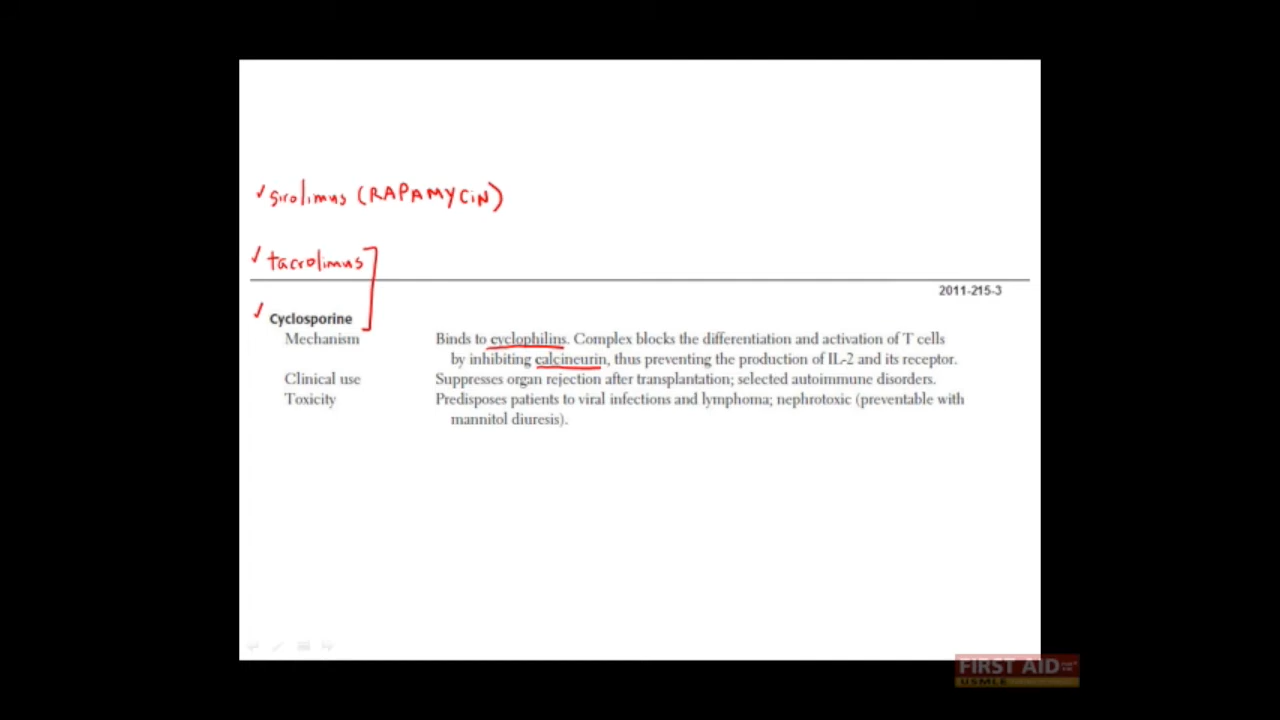 ✓ sirolimus (RAPAMYCIN)
✓ tacrolimus
2011-215-3
✓ Cyclosporine
Mechanism Binds to cyclophilins. Complex blocks the differentiation and activation of T cells
by inhibiting calcineurin, thus preventing the production of IL-2 and its receptor.
Clinical use Suppresses organ rejection after transplantation; selected autoimmune disorders.
Toxicity Predisposes patients to viral infections and lymphoma; nephrotoxic (preventable with
mannitol diuresis).
FIRST AID
USMLE